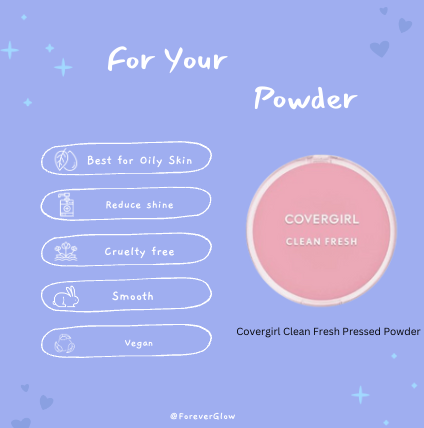 For Your
Powder
Best for Oily Skin
Reduce shine
Cruelty free
Smooth
Vegan
COVERGIRL
CLEAN FRESH
Covergirl Clean Fresh Pressed Powder
@ForeverGlow